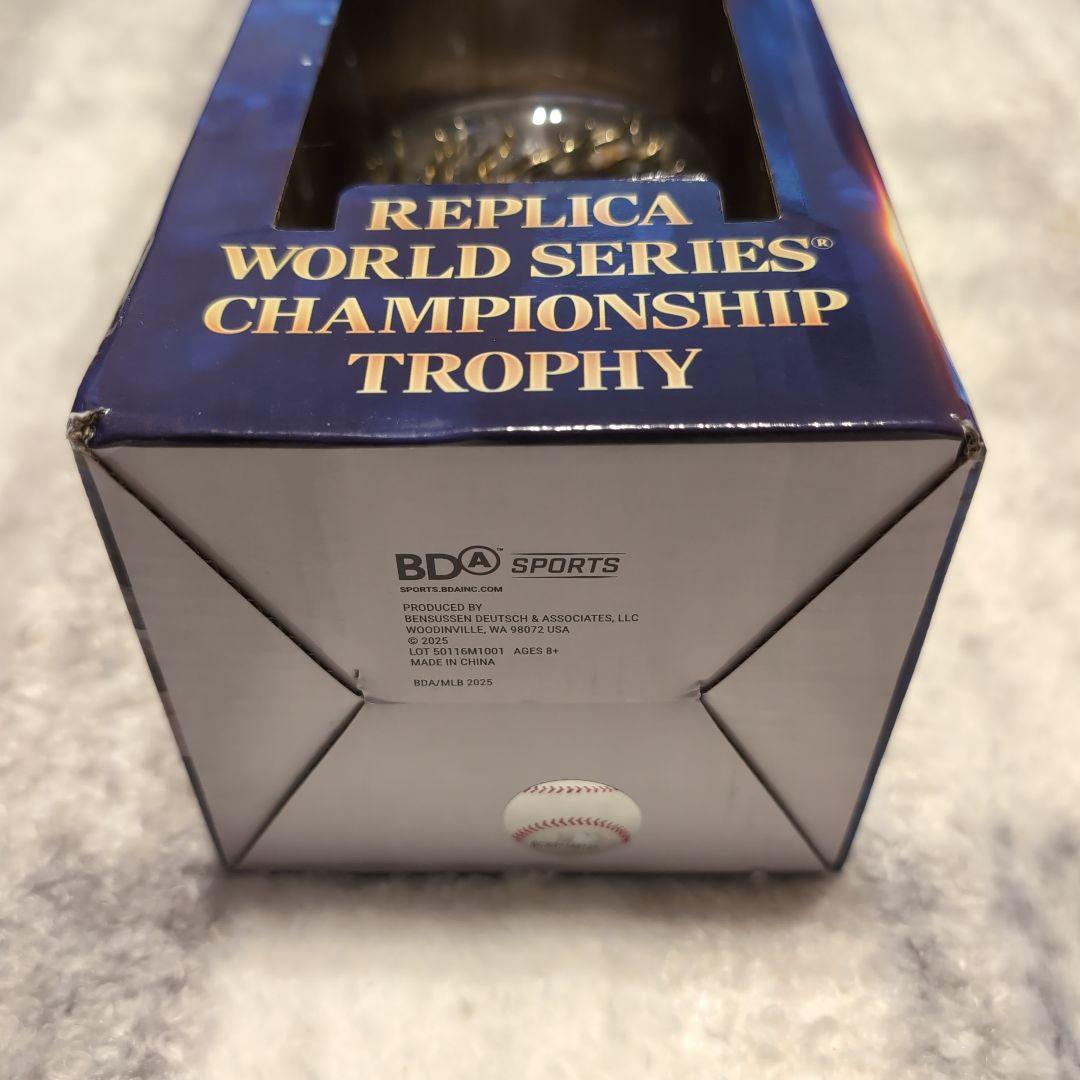 REPLICA
WORLD SERIES®
CHAMPIONSHIP
TROPHY
BDA™ SPORTS
SPORTS.BDAINC.COM
PRODUCED BY
BENSUSSEN DEUTSCH & ASSOCIATES, LLC
WOODINVILLE, WA 98072 USA
© 2025
LOT 50116M1001 AGES 8+
MADE IN CHINA
BDA/MLB 2025